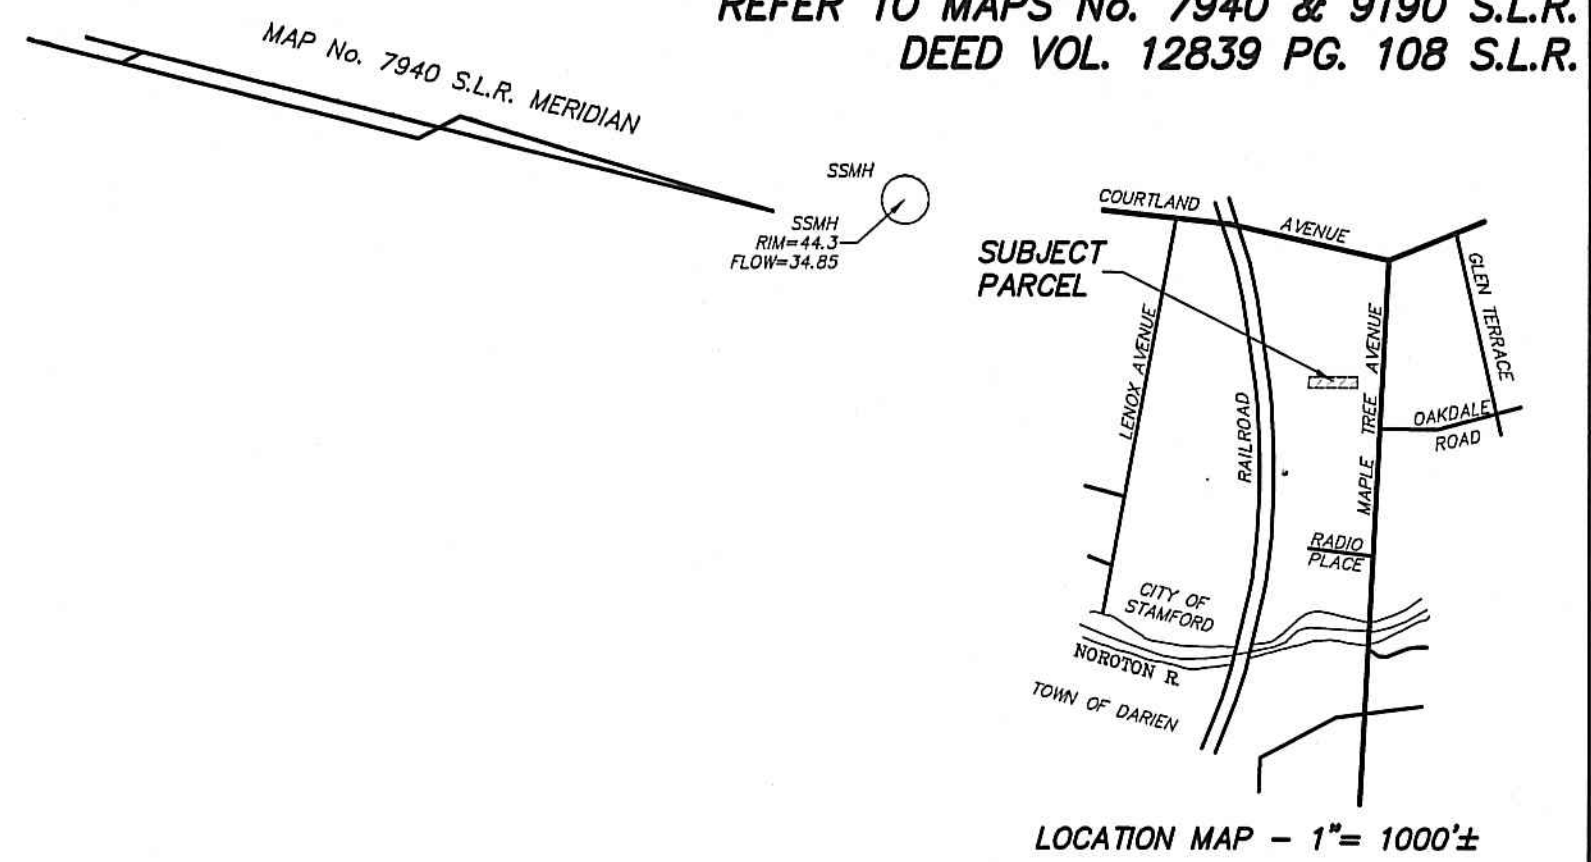 REFER TO MAPS No. 7940 & 9190 S.L.R.
DEED VOL. 12839 PG. 108 S.L.R.
MAP No. 7940 S.L.R. MERIDIAN
SSMH
SSMH
RIM=44.3
FLOW=34.85
COURTLAND
AVENUE
SUBJECT
PARCEL
GLEN TERRACE
LENOX AVENUE
MAPLE TREE AVENUE
RAILROAD
OAKDALE
ROAD
RADIO
PLACE
CITY OF
STAMFORD
NOROTON R.
TOWN OF DARIEN
LOCATION MAP - 1"= 1000'±